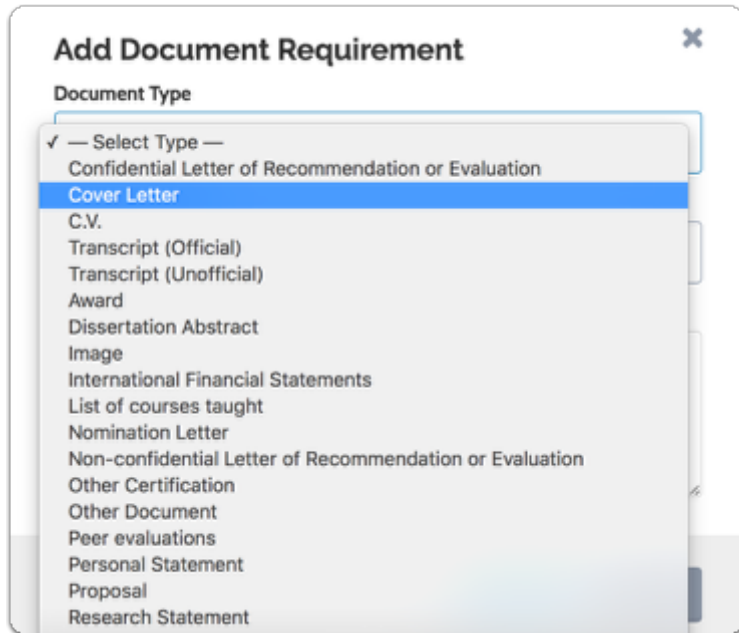 Add Document Requirement
Document Type
✓ — Select Type —
Confidential Letter of Recommendation or Evaluation
Cover Letter
C.V.
Transcript (Official)
Transcript (Unofficial)
Award
Dissertation Abstract
Image
International Financial Statements
List of courses taught
Nomination Letter
Non-confidential Letter of Recommendation or Evaluation
Other Certification
Other Document
Peer evaluations
Personal Statement
Proposal
Research Statement